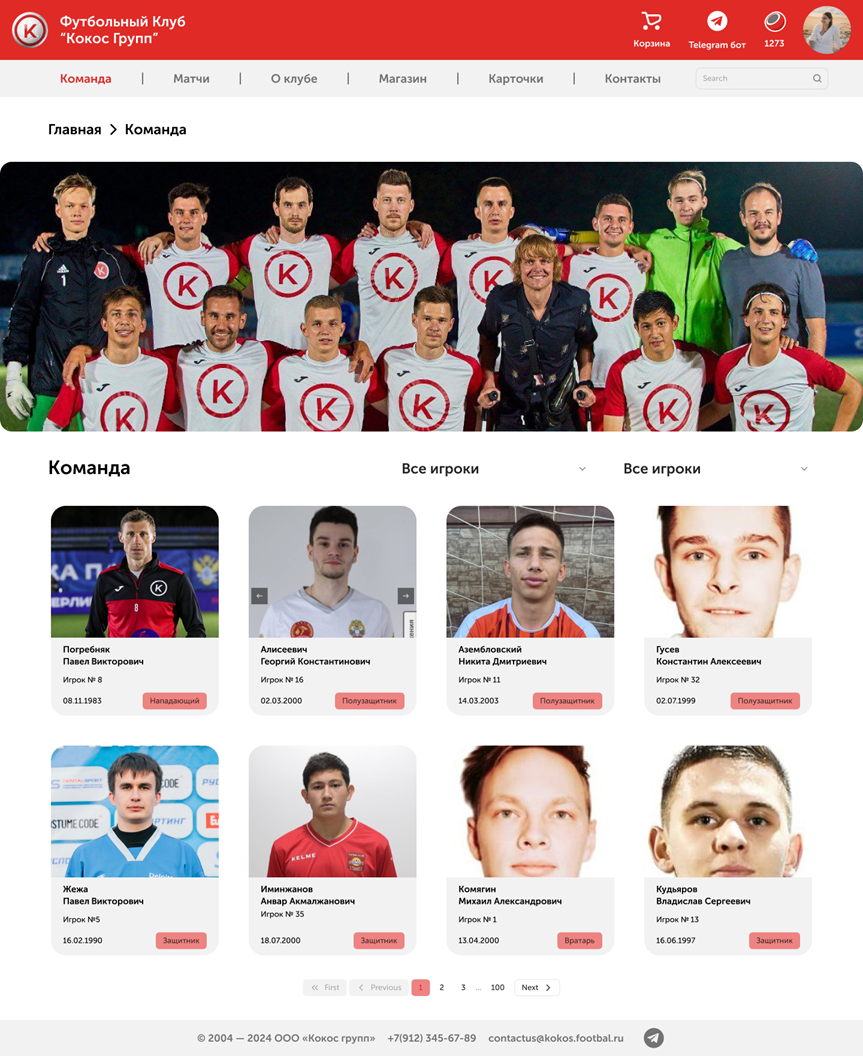 K
Футбольный Клуб
“Кокос Групп”
Корзина
Telegram бот
1273
Команда | Матчи | О клубе | Магазин | Карточки | Контакты
Search
Главная > Команда
1
K
K
K
K
K
K
K
K
K
K
K
Команда
Все игроки
Все игроки
8
Погребняк
Павел Викторович
Игрок № 8
08.11.1983
Нападающий
Алисеевич
Георгий Константинович
Игрок № 16
02.03.2000
Полузащитник
Азембловский
Никита Дмитриевич
Игрок № 11
14.03.2003
Полузащитник
Гусев
Константин Алексеевич
Игрок № 32
02.07.1999
Полузащитник
Жежа
Павел Викторович
Игрок №5
16.02.1990
Защитник
KELME
Иминжанов
Анвар Акмалжанович
Игрок № 35
18.07.2000
Защитник
Комягин
Михаил Александрович
Игрок № 1
13.04.2000
Вратарь
Кудьяров
Владислав Сергеевич
Игрок № 13
16.06.1997
Защитник
« First < Previous 1 2 3 ... 100 Next >
© 2004 — 2024 ООО «Кокос групп» +7(912) 345-67-89 contactus@kokos.footbal.ru